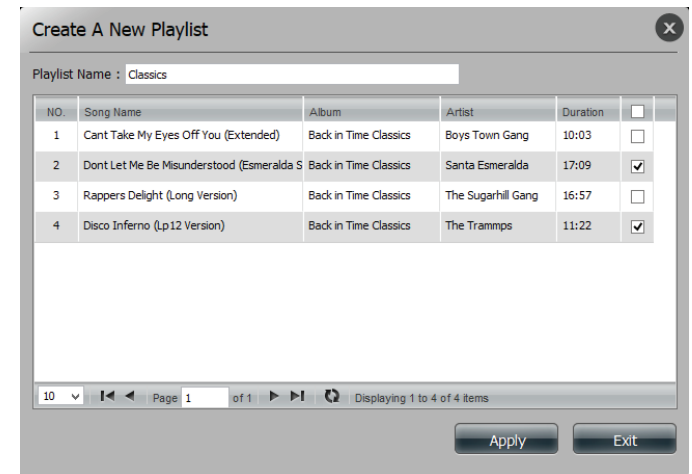 Create A New Playlist
Playlist Name : Classics
NO. Song Name Album Artist Duration
1 Cant Take My Eyes Off You (Extended) Back in Time Classics Boys Town Gang 10:03
2 Dont Let Me Be Misunderstood (Esmeralda S Back in Time Classics Santa Esmeralda 17:09
3 Rappers Delight (Long Version) Back in Time Classics The Sugarhill Gang 16:57
4 Disco Inferno (Lp12 Version) Back in Time Classics The Trammps 11:22
10 Page 1 of 1 Displaying 1 to 4 of 4 items
Apply Exit